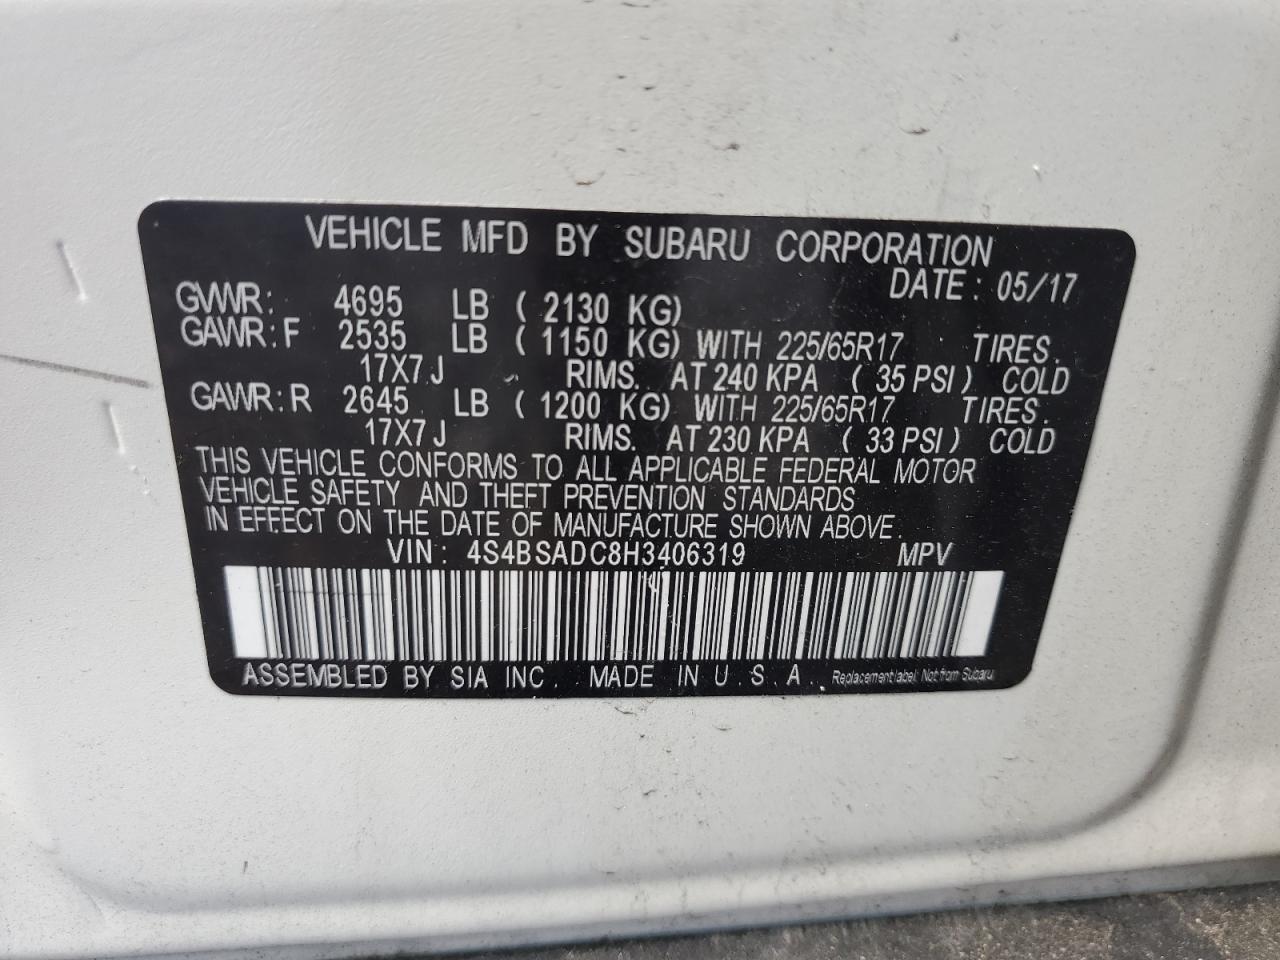 VEHICLE MFD BY SUBARU CORPORATION
DATE: 05/17
GVWR: 4695 LB ( 2130 KG)
GAWR: F 2535 LB ( 1150 KG) WITH 225/65R17 TIRES.
17X7J RIMS. AT 240 KPA ( 35 PSI) COLD
GAWR: R 2645 LB ( 1200 KG) WITH 225/65R17 TIRES.
17X7J RIMS. AT 230 KPA ( 33 PSI) COLD
THIS VEHICLE CONFORMS TO ALL APPLICABLE FEDERAL MOTOR
VEHICLE SAFETY AND THEFT PREVENTION STANDARDS
IN EFFECT ON THE DATE OF MANUFACTURE SHOWN ABOVE.
VIN: 4S4BSADC8H3406319 MPV
ASSEMBLED BY SIA INC. MADE IN U.S.A. Replacement label. Not from Subaru